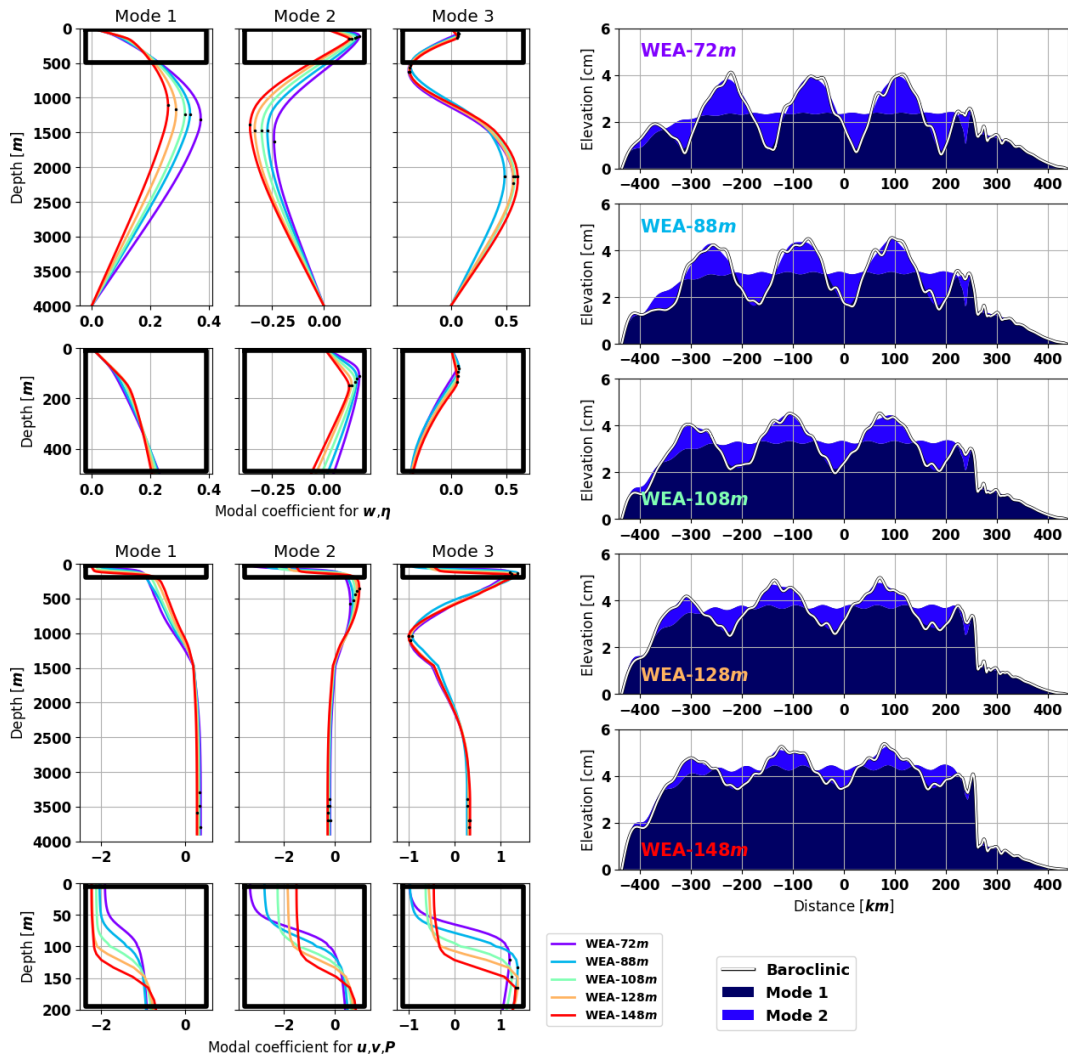 Mode 1 Mode 2 Mode 3
Depth [m]
0
500
1000
1500
2000
2500
3000
3500
4000
0.0 0.2 0.4 −0.25 0.00 0.0 0.5
Depth [m]
0
200
400
0.0 0.2 0.4 −0.25 0.00 0.0 0.5
Modal coefficient for w,η
Mode 1 Mode 2 Mode 3
Depth [m]
0
500
1000
1500
2000
2500
3000
3500
4000
−2 0 −2 0 −1 0 1
Depth [m]
0
50
100
150
200
−2 0 −2 0 −1 0 1
Modal coefficient for u,v,P
WEA-72m
WEA-88m
WEA-108m
WEA-128m
WEA-148m
Elevation [cm]
6
4
2
0
WEA-72m
−400 −300 −200 −100 0 100 200 300 400
Elevation [cm]
6
4
2
0
WEA-88m
−400 −300 −200 −100 0 100 200 300 400
Elevation [cm]
6
4
2
0
WEA-108m
−400 −300 −200 −100 0 100 200 300 400
Elevation [cm]
6
4
2
0
WEA-128m
−400 −300 −200 −100 0 100 200 300 400
Elevation [cm]
6
4
2
0
WEA-148m
−400 −300 −200 −100 0 100 200 300 400
Distance [km]
Baroclinic
Mode 1
Mode 2